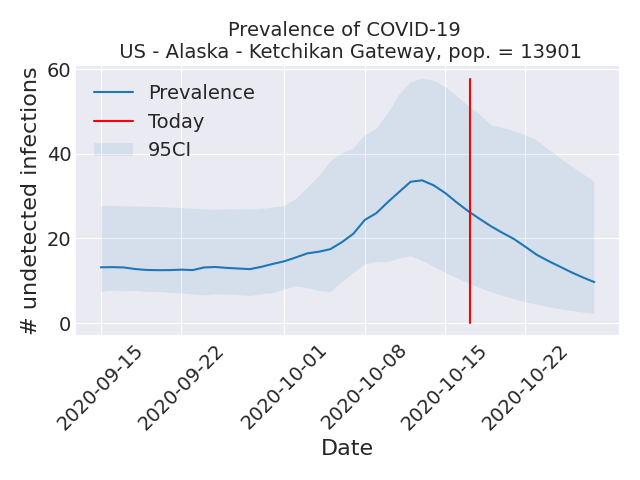 Prevalence of COVID-19
US - Alaska - Ketchikan Gateway, pop. = 13901
# undetected infections
60
40
20
0
Prevalence
Today
95CI
2020-09-15
2020-09-22
2020-10-01
2020-10-08
2020-10-15
2020-10-22
Date